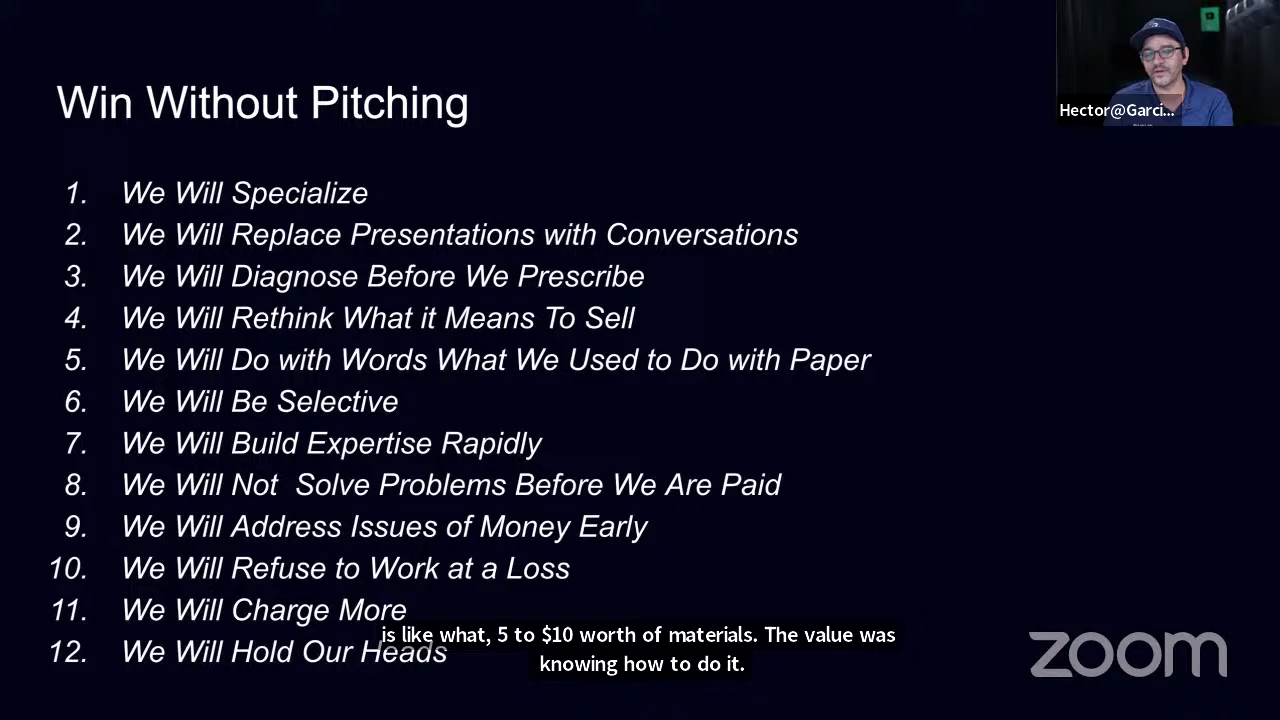 Win Without Pitching
Hector@Garci...
1. We Will Specialize
2. We Will Replace Presentations with Conversations
3. We Will Diagnose Before We Prescribe
4. We Will Rethink What it Means To Sell
5. We Will Do with Words What We Used to Do with Paper
6. We Will Be Selective
7. We Will Build Expertise Rapidly
8. We Will Not  Solve Problems Before We Are Paid
9. We Will Address Issues of Money Early
10. We Will Refuse to Work at a Loss
11. We Will Charge More
12. We Will Hold Our Heads
is like what, 5 to $10 worth of materials. The value was
knowing how to do it.
zoom